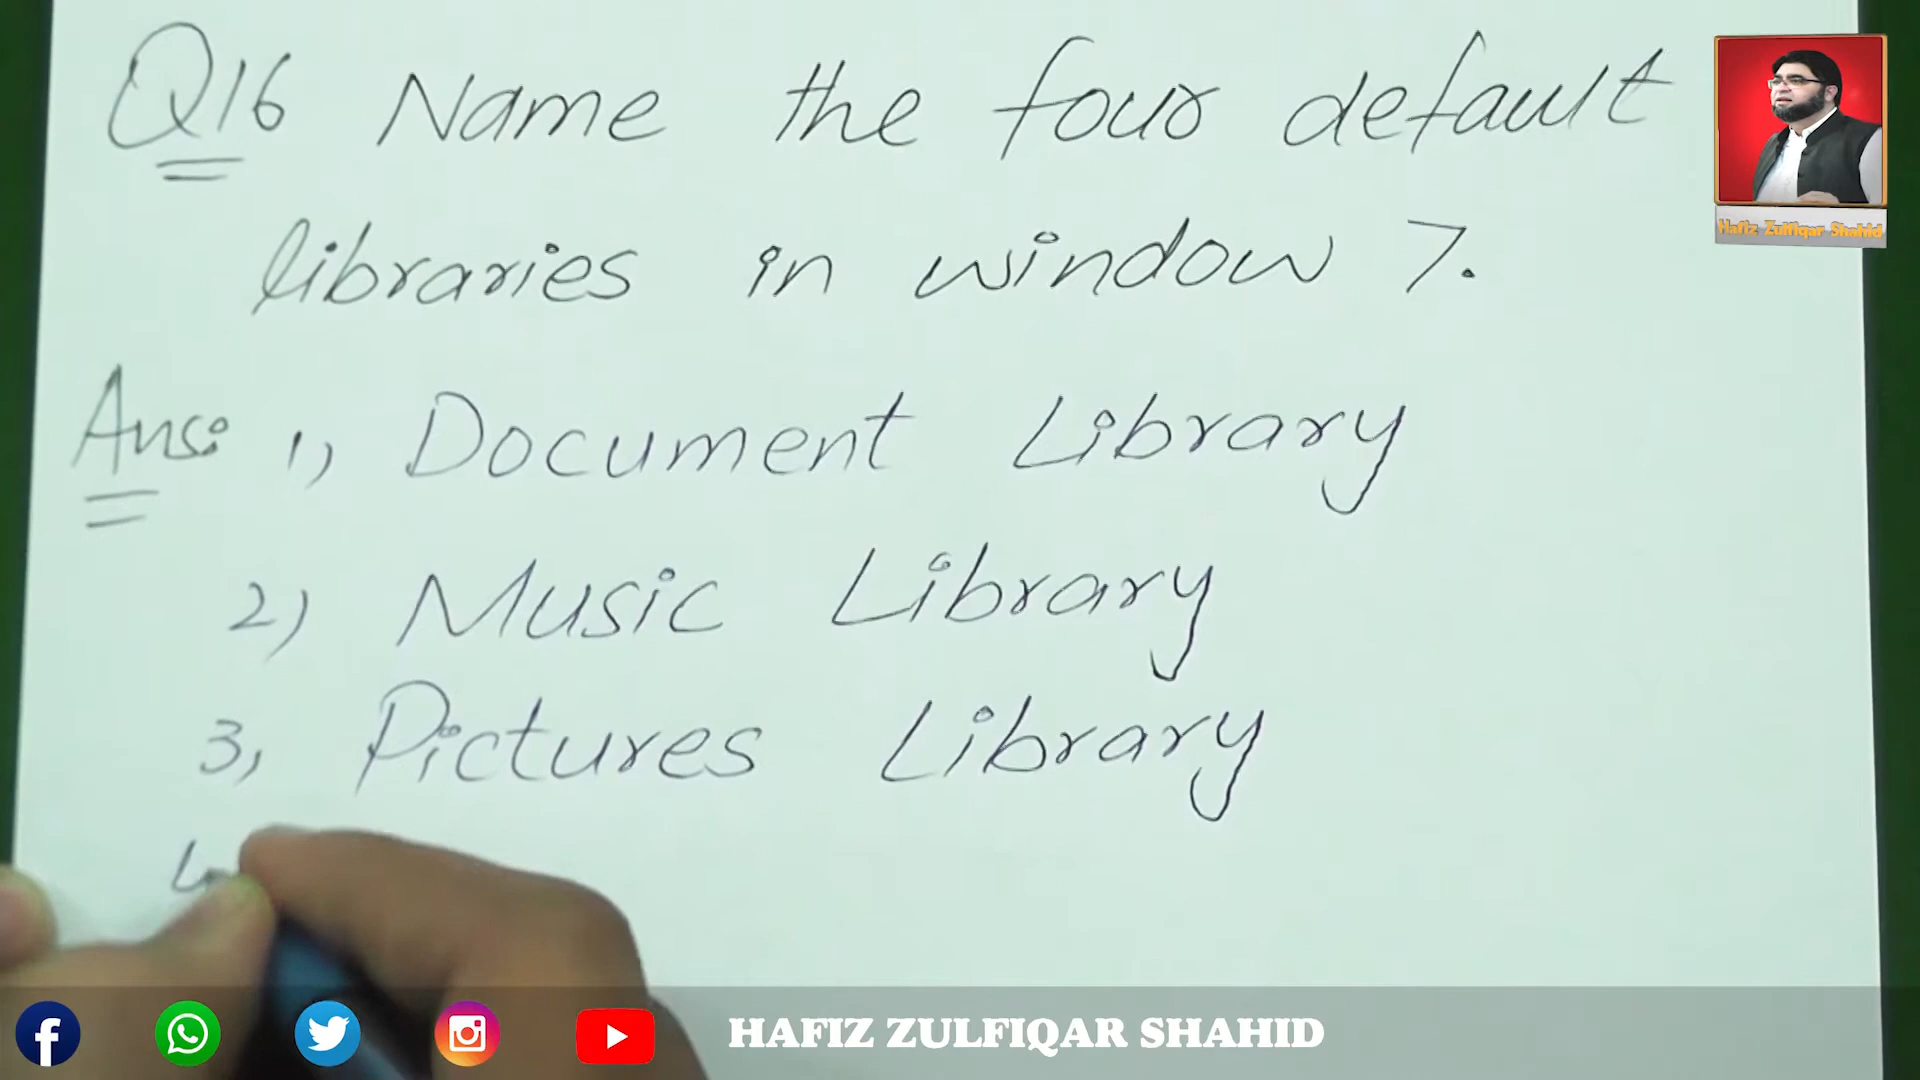 Q16 Name the four default
libraries in window 7.
Ans: 1) Document Library
2) Music Library
3) Pictures Library
4
Hafiz Zulfiqar Shahid
HAFIZ ZULFIQAR SHAHID